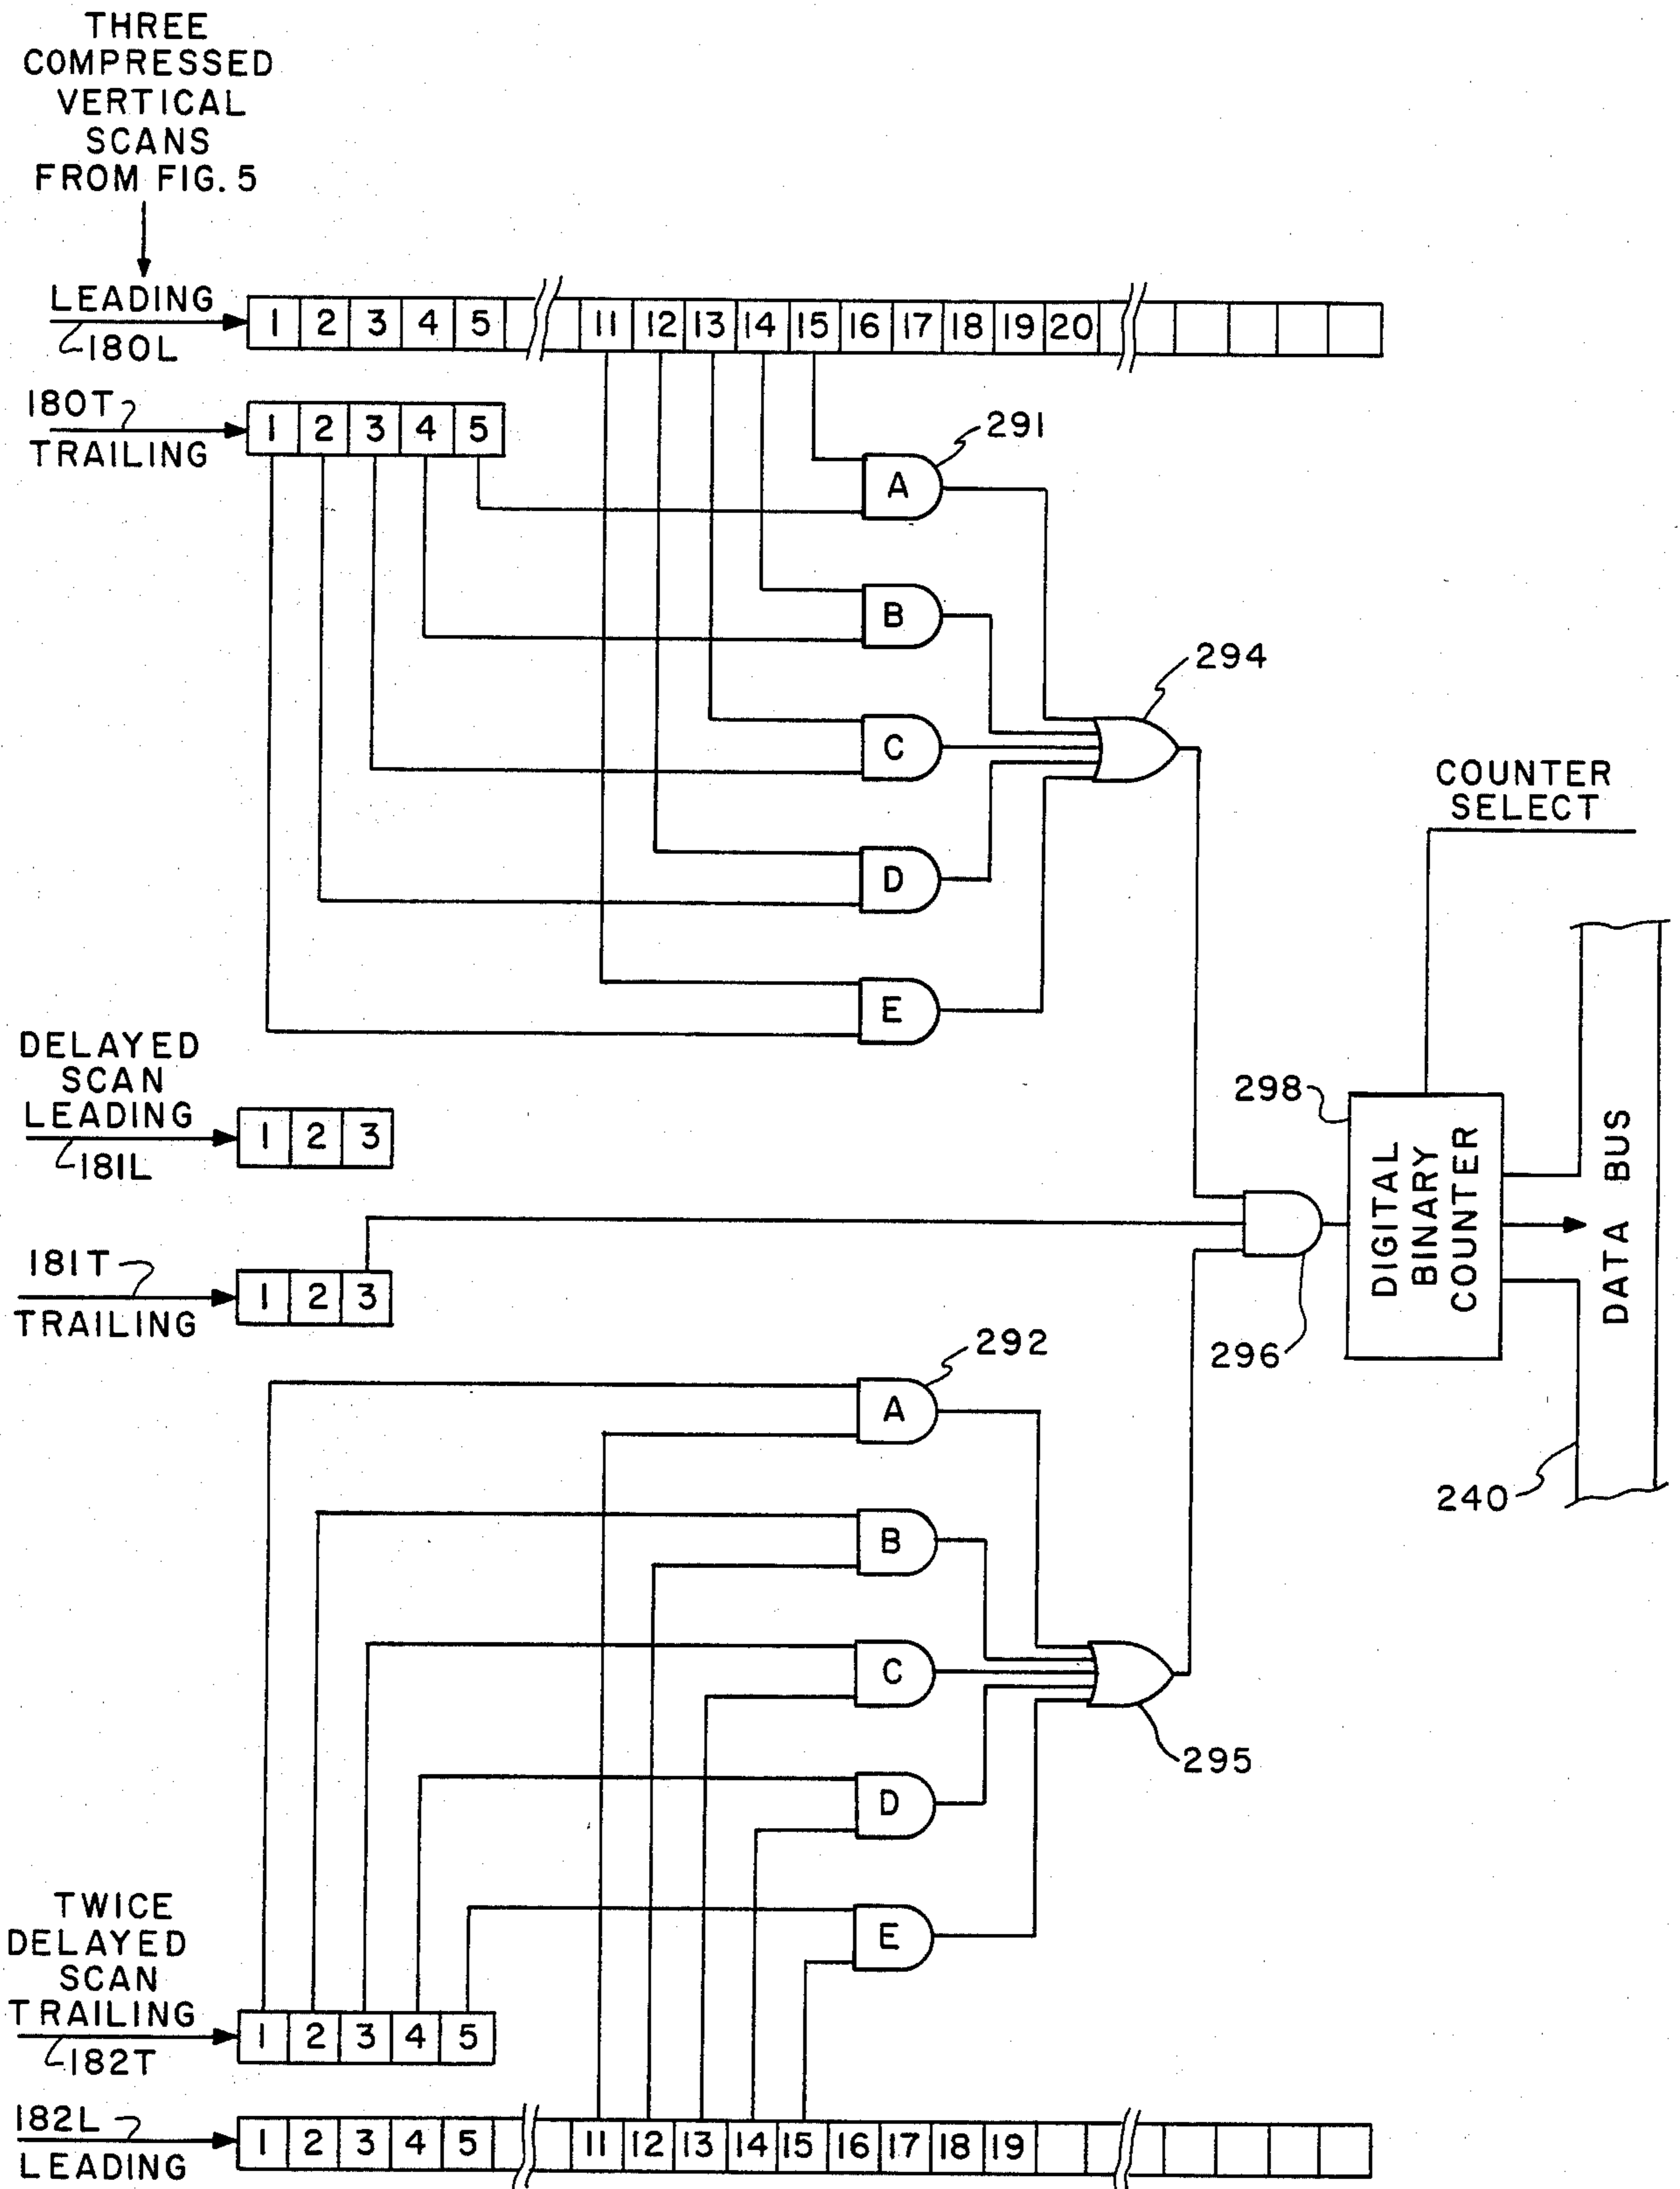 THREE
COMPRESSED
VERTICAL
SCANS
FROM FIG. 5
LEADING
180L
1 2 3 4 5 11 12 13 14 15 16 17 18 19 20
180T
TRAILING
1 2 3 4 5
291
A
B
C
D
E
294
COUNTER
SELECT
DELAYED
SCAN
LEADING
181L
1 2 3
181T
TRAILING
1 2 3
298
DIGITAL
BINARY
COUNTER
296
DATA BUS
240
292
A
B
C
D
E
295
TWICE
DELAYED
SCAN
TRAILING
182T
1 2 3 4 5
182L
LEADING
1 2 3 4 5 11 12 13 14 15 16 17 18 19